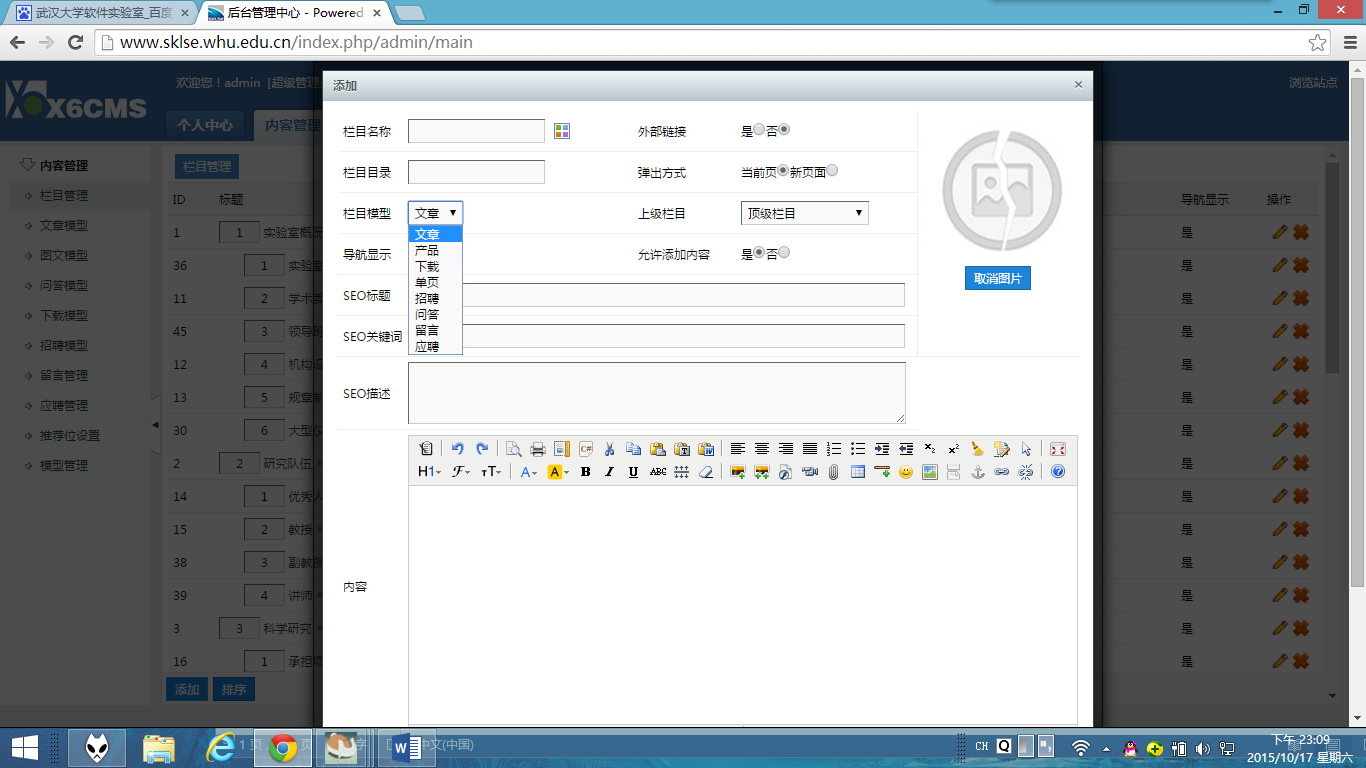 武汉大学软件实验室_百度
后台管理中心 - Powered
www.sklse.whu.edu.cn/index.php/admin/main
X6CMS
欢迎您！admin [超级管理
浏览站点
个人中心
内容管理
内容管理
栏目管理
文章模型
图文模型
问答模型
下载模型
招聘模型
留言管理
应聘管理
推荐位设置
模型管理
栏目管理
ID 标题 导航显示 操作
1 1 实验室概况 是
36 1 实验室 是
11 2 学术委 是
45 3 领导班 是
12 4 机构设 是
13 5 规章制 是
30 6 大型仪 是
2 2 研究队伍 是
14 1 优秀人 是
15 2 教授 是
38 3 副教授 是
39 4 讲师 是
3 3 科学研究 是
16 1 承担项 是
添加 排序
添加
栏目名称 外部链接 是 否
栏目目录 弹出方式 当前页 新页面
栏目模型 文章 上级栏目 顶级栏目
文章
产品
下载
单页
招聘
问答
留言
应聘
导航显示 允许添加内容 是 否
SEO标题
SEO关键词
SEO描述
取消图片
内容
H1 F TT A A B I U ABC
1 页
中文(中国)
CH
下午 23:09
2015/10/17 星期六